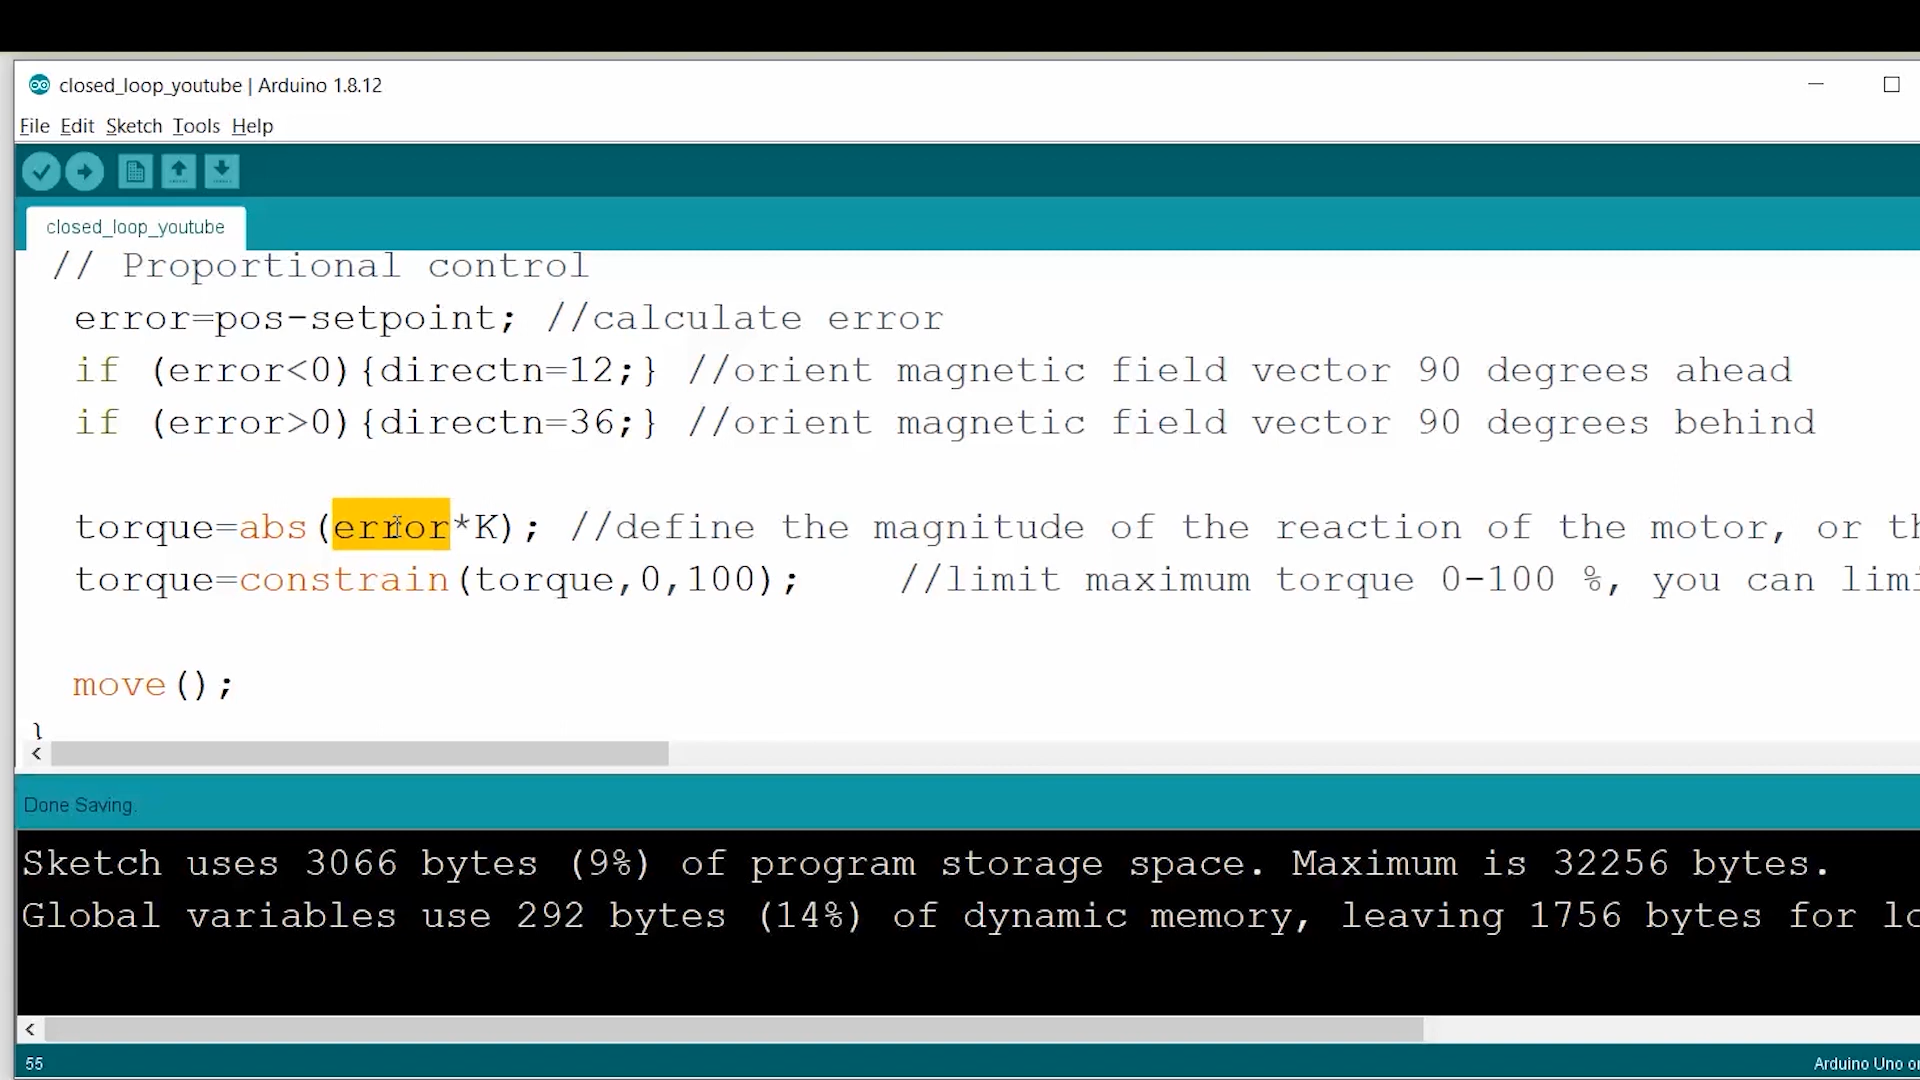 closed_loop_youtube | Arduino 1.8.12
File Edit Sketch Tools Help
closed_loop_youtube
// Proportional control
error=pos-setpoint; //calculate error
if (error<0){directn=12;} //orient magnetic field vector 90 degrees ahead
if (error>0){directn=36;} //orient magnetic field vector 90 degrees behind
torque=abs(error*K); //define the magnitude of the reaction of the motor, or
torque=constrain(torque,0,100); //limit maximum torque 0-100 %, you can
move();
}
Done Saving.
Sketch uses 3066 bytes (9%) of program storage space. Maximum is 32256 bytes.
Global variables use 292 bytes (14%) of dynamic memory, leaving 1756 bytes for
55
Arduino Uno